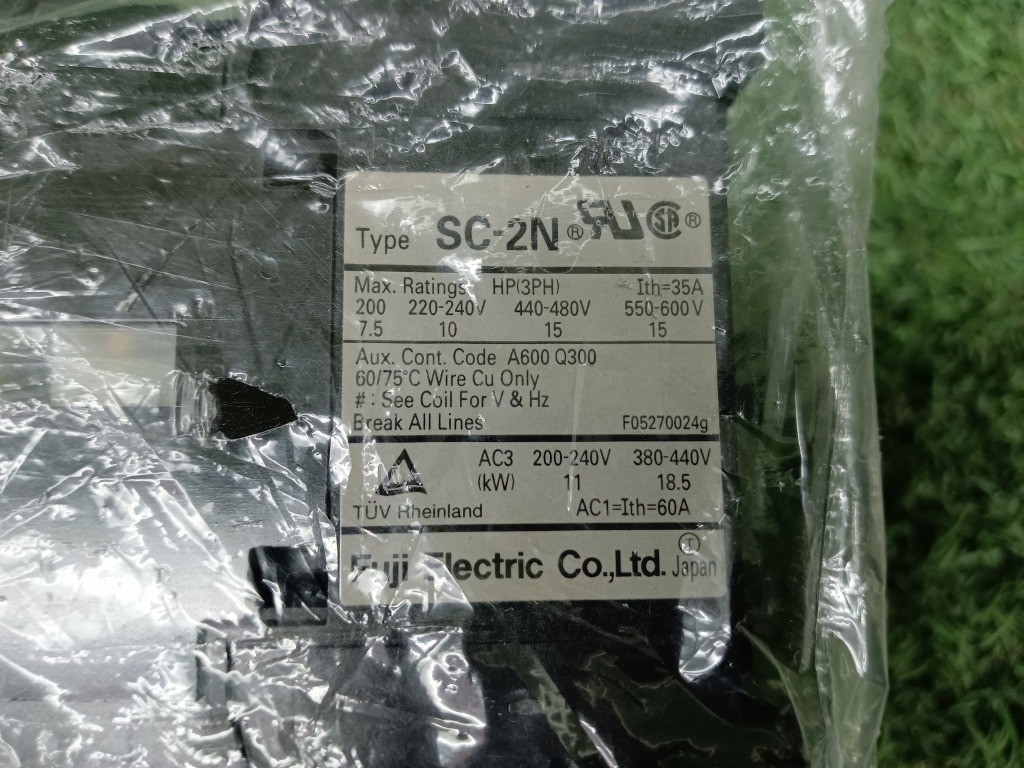 Type SC-2N ® RU SA ®
Max. Ratings HP(3PH) Ith=35A
200 220-240V 440-480V 550-600V
7.5 10 15 15
Aux. Cont. Code A600 Q300
60/75°C Wire Cu Only
# : See Coil For V & Hz
Break All Lines F05270024g
AC3 200-240V 380-440V
(kW) 11 18.5
TÜV Rheinland AC1=Ith=60A
Fuji Electric Co.,Ltd. Japan
T